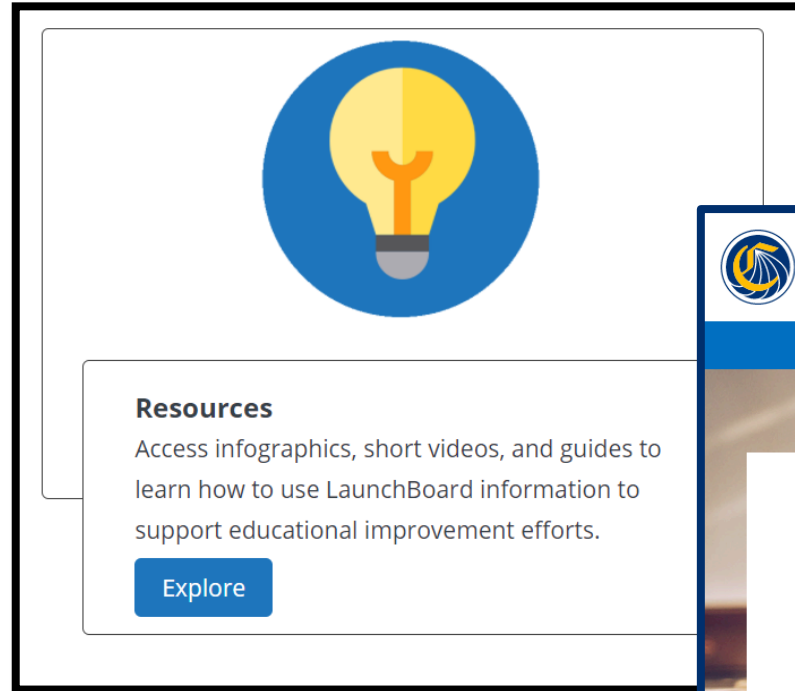 Resources
Access infographics, short videos, and guides to
learn how to use LaunchBoard information to
support educational improvement efforts.
Explore